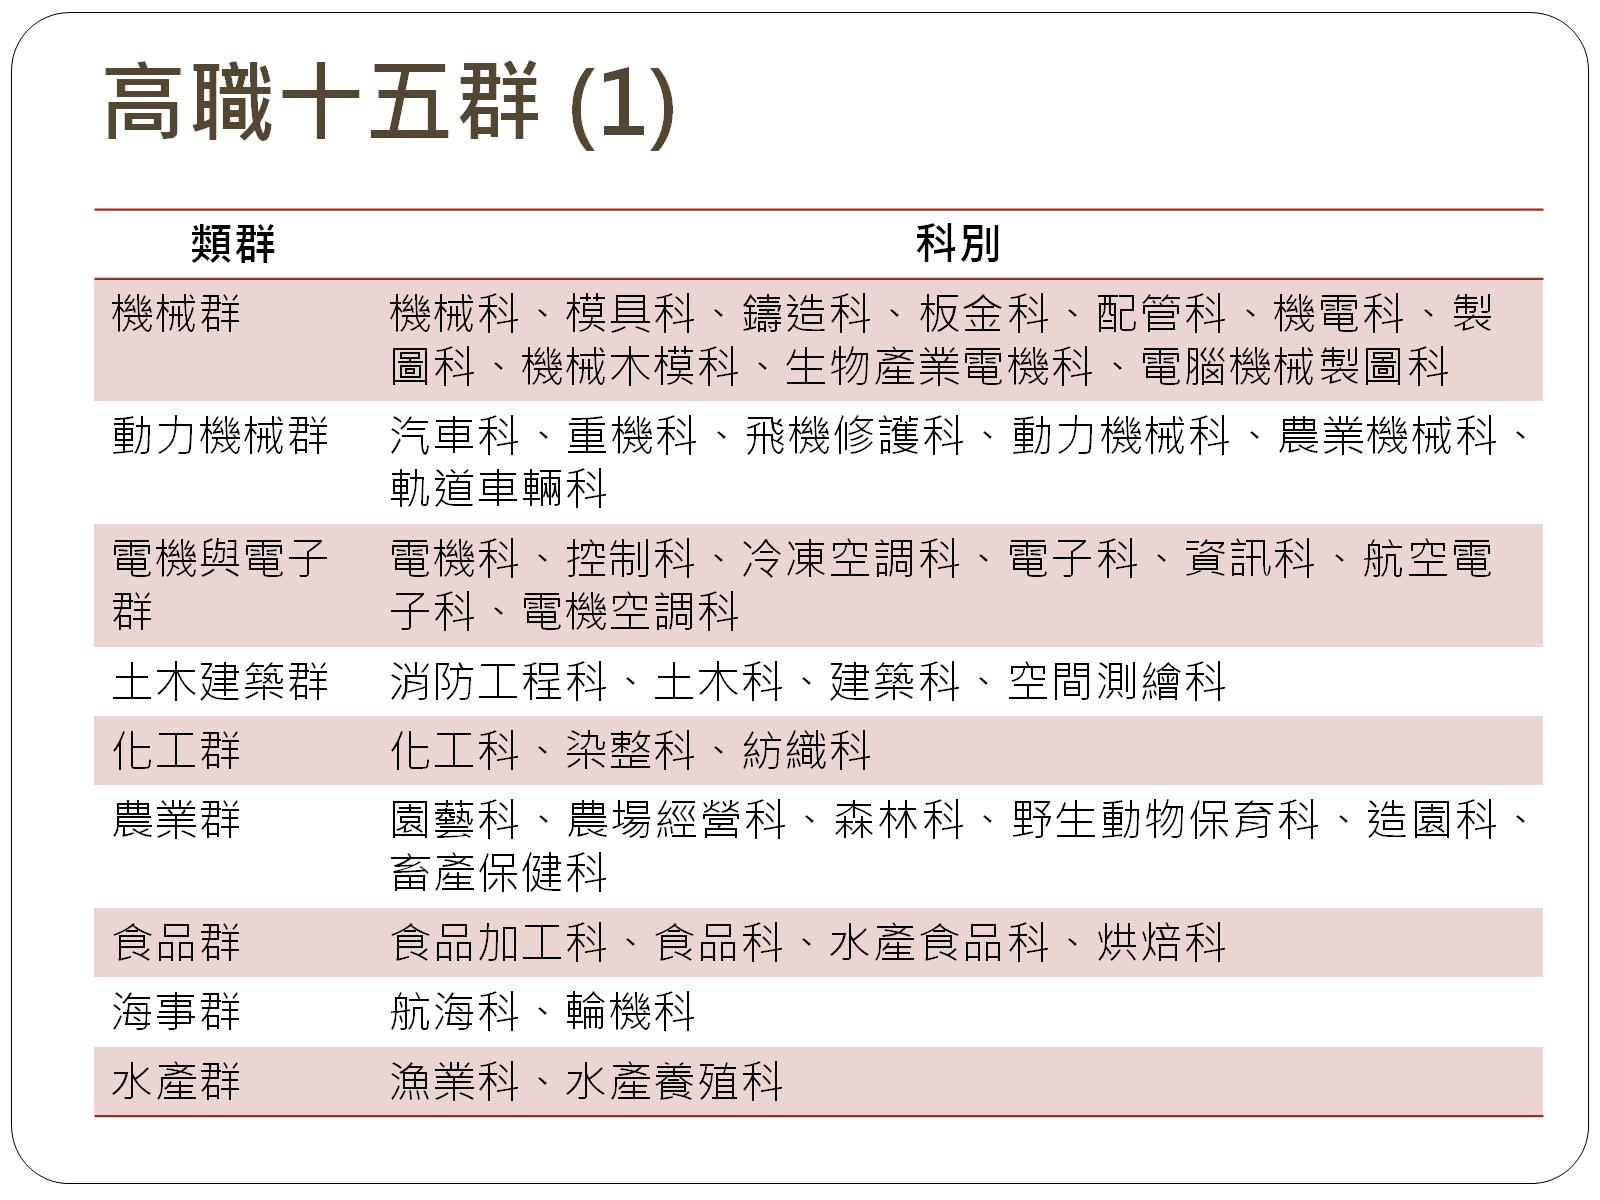 高職十五群 (1)
類群 科別
機械群 機械科、模具科、鑄造科、板金科、配管科、機電科、製
圖科、機械木模科、生物產業電機科、電腦機械製圖科
動力機械群 汽車科、重機科、飛機修護科、動力機械科、農業機械科、
軌道車輛科
電機與電子 電機科、控制科、冷凍空調科、電子科、資訊科、航空電
群 子科、電機空調科
土木建築群 消防工程科、土木科、建築科、空間測繪科
化工群 化工科、染整科、紡織科
農業群 園藝科、農場經營科、森林科、野生動物保育科、造園科、
畜產保健科
食品群 食品加工科、食品科、水產食品科、烘焙科
海事群 航海科、輪機科
水產群 漁業科、水產養殖科